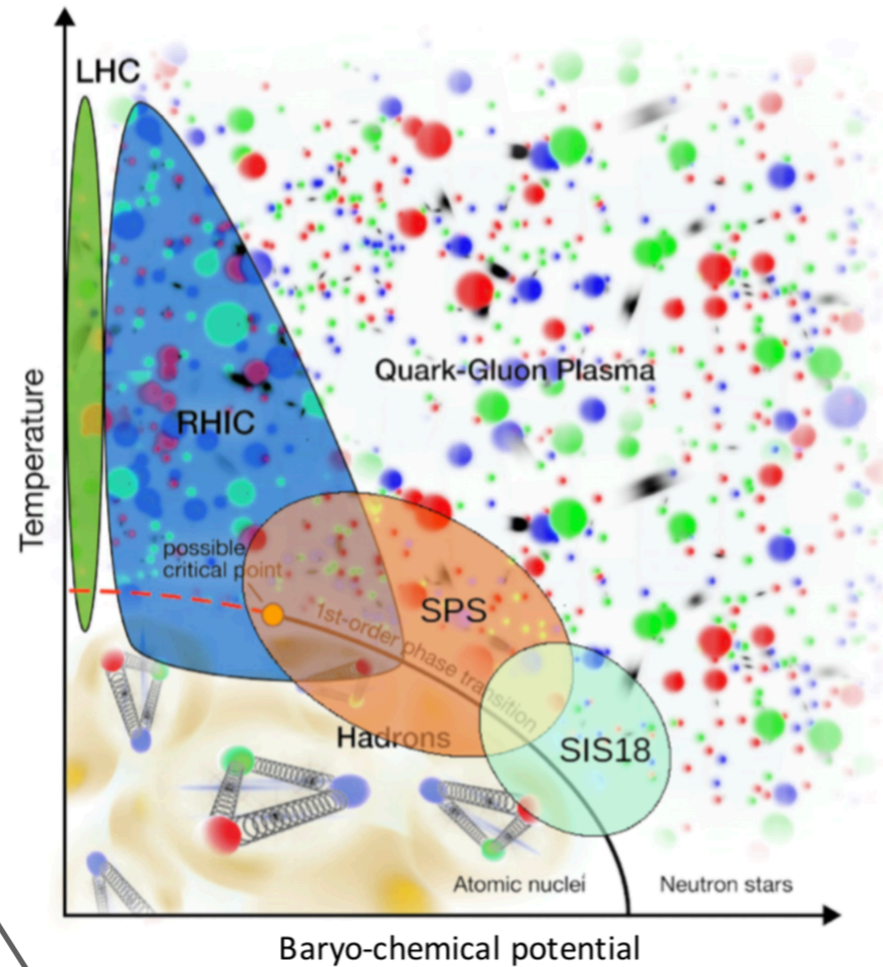 LHC
Quark-Gluon Plasma
RHIC
Temperature
possible
critical point
SPS
1st-order phase transition
Hadrons
SIS18
Atomic nuclei
Neutron stars
Baryo-chemical potential